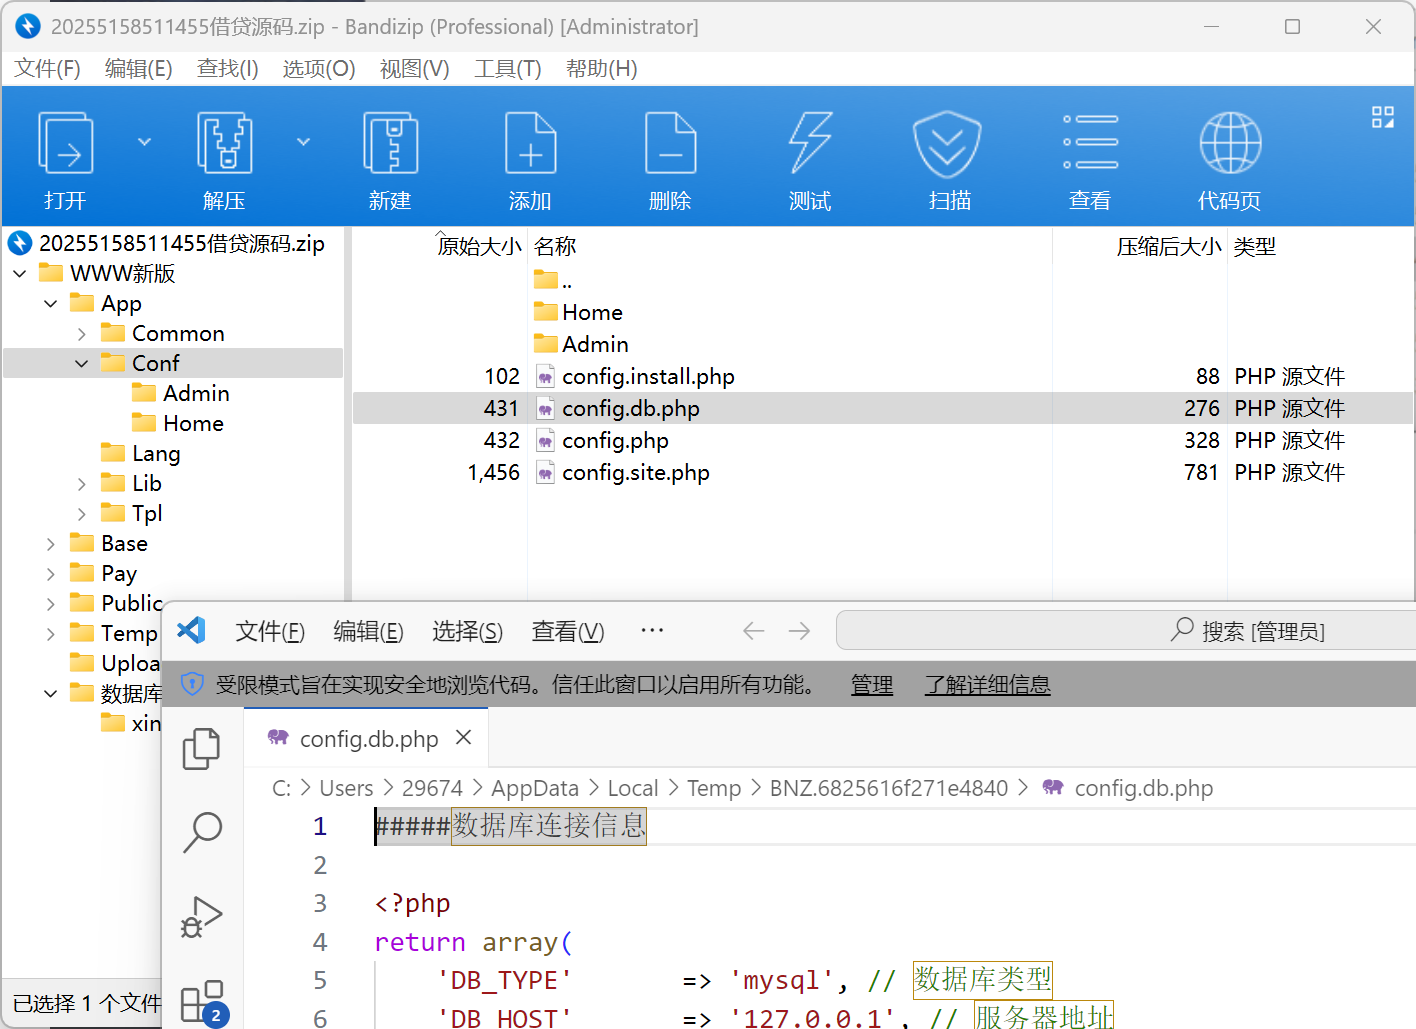 20255158511455借贷源码.zip - Bandizip (Professional) [Administrator]
文件(F) 编辑(E) 查找(I) 选项(O) 视图(V) 工具(T) 帮助(H)
打开 解压 新建 添加 删除 测试 扫描 查看 代码页
20255158511455借贷源码.zip
WWW新版
App
Common
Conf
Admin
Home
Lang
Lib
Tpl
Base
Pay
Public
Temp
Uploa
数据库
xin
已选择 1 个文件
原始大小 名称 压缩后大小 类型
..
Home
Admin
102 config.install.php 88 PHP 源文件
431 config.db.php 276 PHP 源文件
432 config.php 328 PHP 源文件
1,456 config.site.php 781 PHP 源文件
文件(F) 编辑(E) 选择(S) 查看(V) ··· 搜索 [管理员]
受限模式旨在实现安全地浏览代码。信任此窗口以启用所有功能。 管理 了解详细信息
config.db.php
C: > Users > 29674 > AppData > Local > Temp > BNZ.6825616f271e4840 > config.db.php
1 #####数据库连接信息
2
3 <?php
4 return array(
5 'DB_TYPE' => 'mysql', // 数据库类型
6 'DB_HOST' => '127.0.0.1', // 服务器地址
2